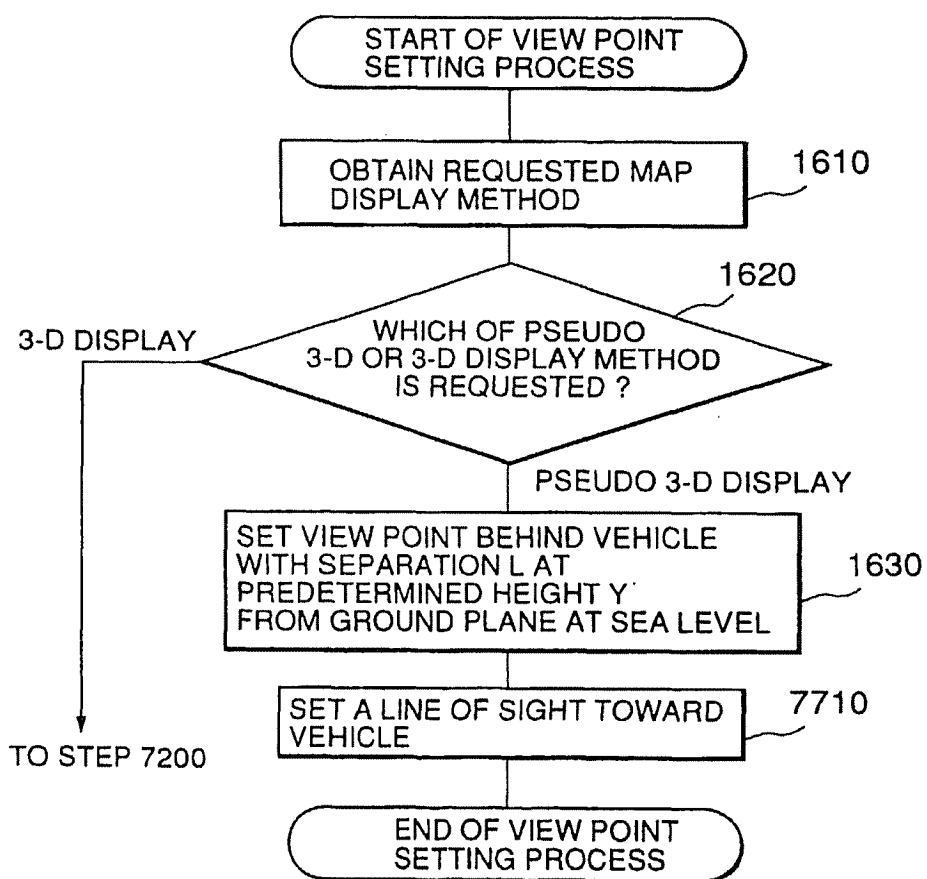 START OF VIEW POINT
SETTING PROCESS
OBTAIN REQUESTED MAP
DISPLAY METHOD
1610
1620
3-D DISPLAY
WHICH OF PSEUDO
3-D OR 3-D DISPLAY METHOD
IS REQUESTED ?
PSEUDO 3-D DISPLAY
SET VIEW POINT BEHIND VEHICLE
WITH SEPARATION L AT
PREDETERMINED HEIGHT Y
FROM GROUND PLANE AT SEA LEVEL
1630
SET A LINE OF SIGHT TOWARD
VEHICLE
7710
TO STEP 7200
END OF VIEW POINT
SETTING PROCESS